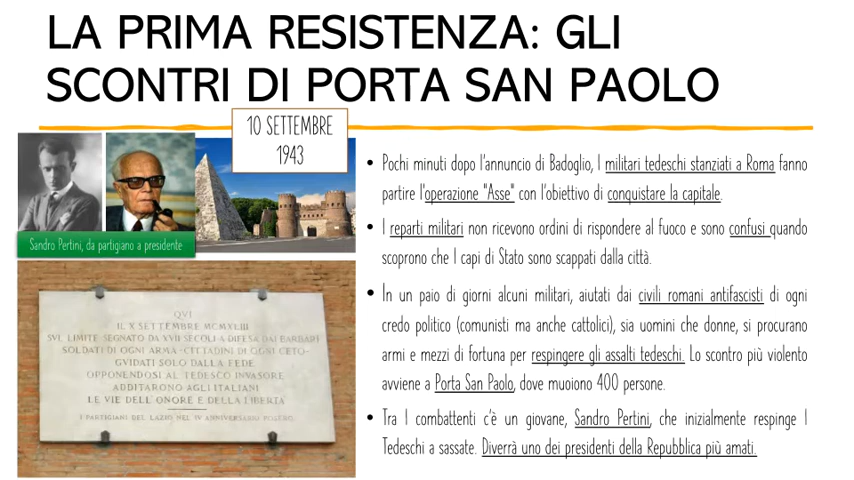 LA PRIMA RESISTENZA: GLI
SCONTRI DI PORTA SAN PAOLO
10 SETTEMBRE
1943
Sandro Pertini, da partigiano a presidente
QVI
IL X SETTEMBRE MCMXLIII
SVL LIMITE SEGNATO DA XVII SECOLI A DIFESA DAI BARBARI
SOLDATI DI OGNI ARMA-CITTADINI DI OGNI CETO-
GVIDATI SOLO DALLA FEDE
OPPONENDOSI AL TEDESCO INVASORE
ADDITARONO AGLI ITALIANI
LE VIE DELL'ONORE E DELLA LIBERTA
I PARTIGIANI DEL LAZIO NEL IV ANNIVERSARIO POSERO
• Pochi minuti dopo l'annuncio di Badoglio, I militari tedeschi stanziati a Roma fanno
partire l'operazione "Asse" con l'obiettivo di conquistare la capitale.
• I reparti militari non ricevono ordini di rispondere al fuoco e sono confusi quando
scoprono che I capi di Stato sono scappati dalla città.
• In un paio di giorni alcuni militari, aiutati dai civili romani antifascisti di ogni
credo politico (comunisti ma anche cattolici), sia uomini che donne, si procurano
armi e mezzi di fortuna per respingere gli assalti tedeschi. Lo scontro più violento
avviene a Porta San Paolo, dove muoiono 400 persone.
• Tra I combattenti c'è un giovane, Sandro Pertini, che inizialmente respinge I
Tedeschi a sassate. Diverrà uno dei presidenti della Repubblica più amati.